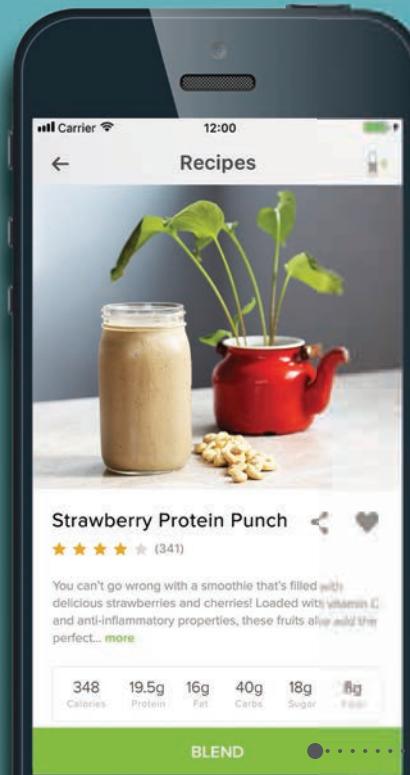 Carrier 12:00
Recipes
Strawberry Protein Punch
(341)
You can't go wrong with a smoothie that's filled with
delicious strawberries and cherries! Loaded with vitamin C
and anti-inflammatory properties, these fruits also add the
perfect... more
348 19.5g 16g 40g 18g 8g
Calories Protein Fat Carbs Sugar
BLEND